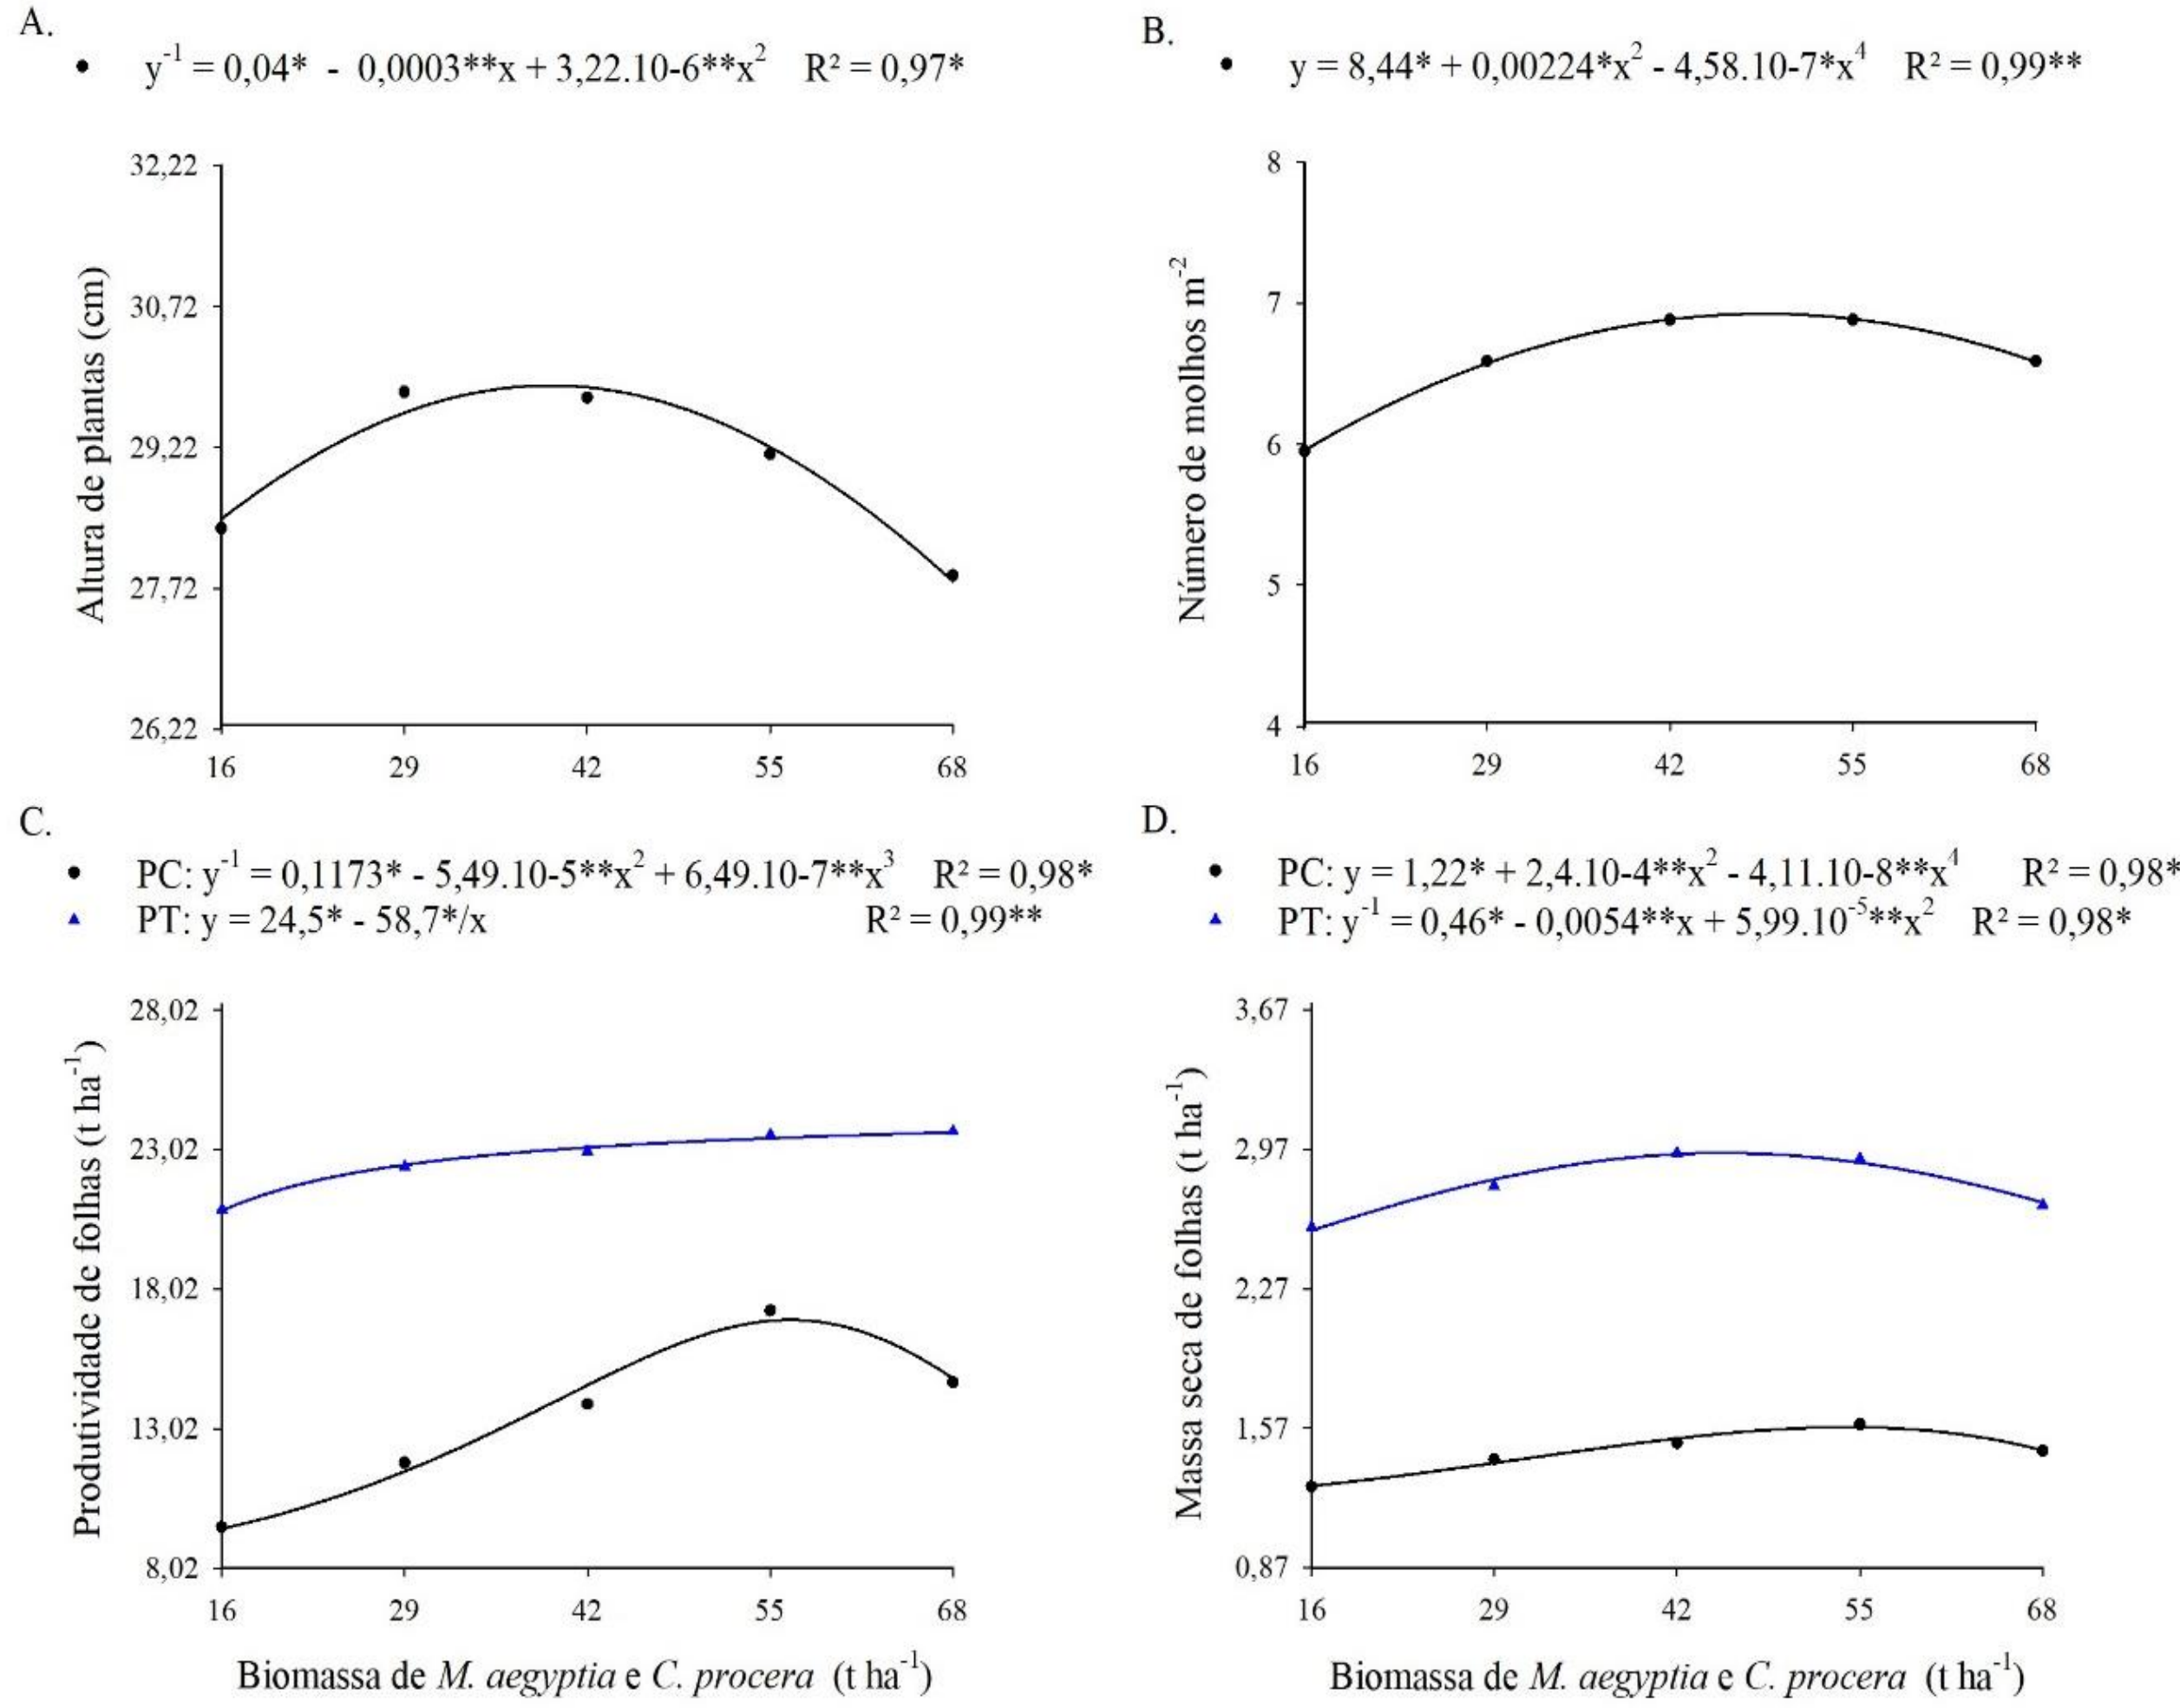 A.
y⁻¹ = 0,04* - 0,0003**x + 3,22.10-6**x² R² = 0,97*
32,22
30,72
29,22
27,72
26,22
Altura de plantas (cm)
16 29 42 55 68
B.
y = 8,44* + 0,00224*x² - 4,58.10-7*x⁴ R² = 0,99**
8
7
6
5
4
Número de molhos m⁻²
16 29 42 55 68
C.
PC: y⁻¹ = 0,1173* - 5,49.10-5**x² + 6,49.10-7**x³ R² = 0,98*
PT: y = 24,5* - 58,7*/x R² = 0,99**
28,02
23,02
18,02
13,02
8,02
Produtividade de folhas (t ha⁻¹)
16 29 42 55 68
Biomassa de M. aegyptia e C. procera (t ha⁻¹)
D.
PC: y = 1,22* + 2,4.10-4**x² - 4,11.10-8**x⁴ R² = 0,98*
PT: y⁻¹ = 0,46* - 0,0054**x + 5,99.10⁻⁵**x² R² = 0,98*
3,67
2,97
2,27
1,57
0,87
Massa seca de folhas (t ha⁻¹)
16 29 42 55 68
Biomassa de M. aegyptia e C. procera (t ha⁻¹)